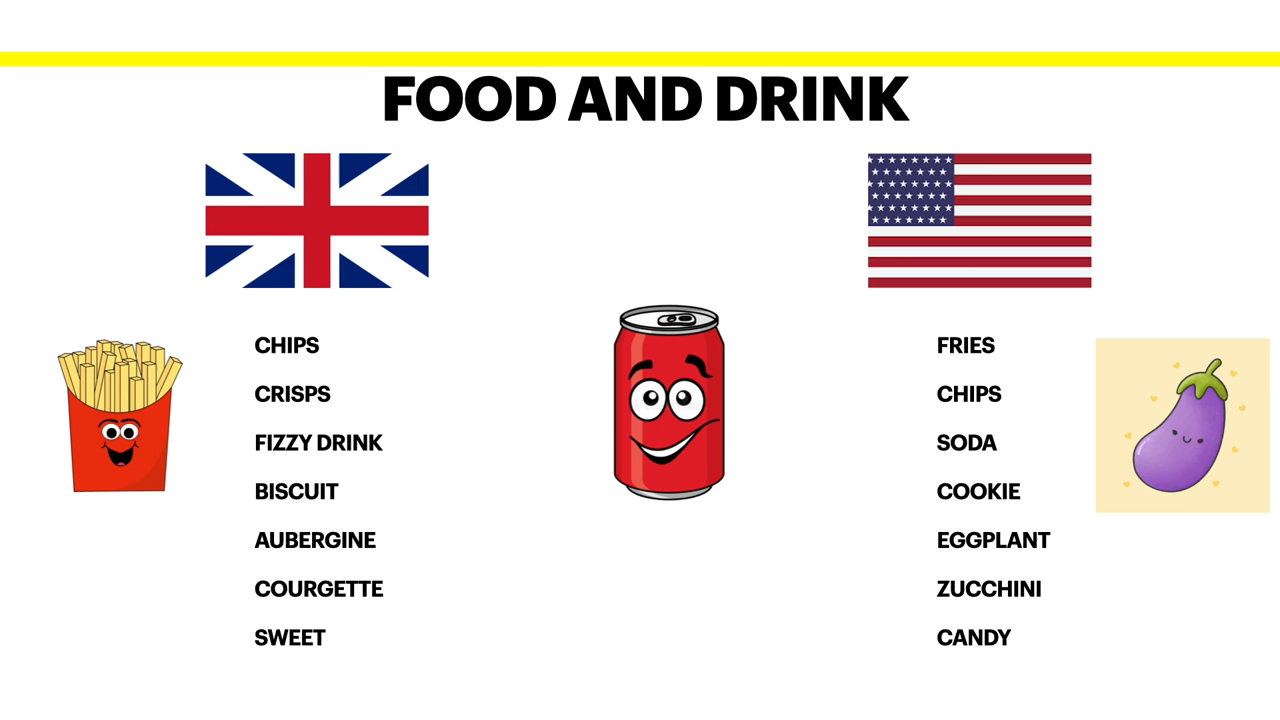 FOOD AND DRINK
CHIPS
CRISPS
FIZZY DRINK
BISCUIT
AUBERGINE
COURGETTE
SWEET
FRIES
CHIPS
SODA
COOKIE
EGGPLANT
ZUCCHINI
CANDY